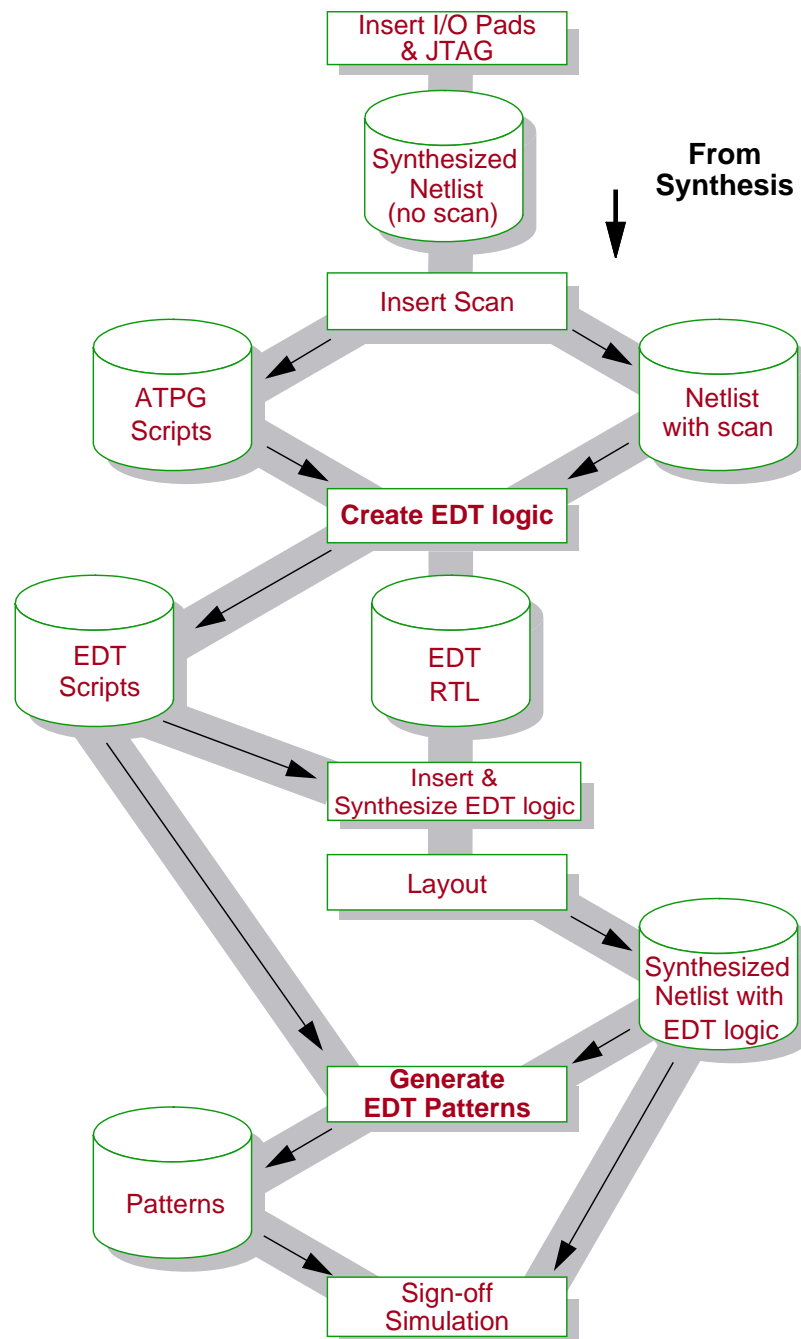 Insert I/O Pads
& JTAG
Synthesized
Netlist
(no scan)
From
Synthesis
Insert Scan
ATPG
Scripts
Netlist
with scan
Create EDT logic
EDT
Scripts
EDT
RTL
Insert &
Synthesize EDT logic
Layout
Synthesized
Netlist with
EDT logic
Generate
EDT Patterns
Patterns
Sign-off
Simulation